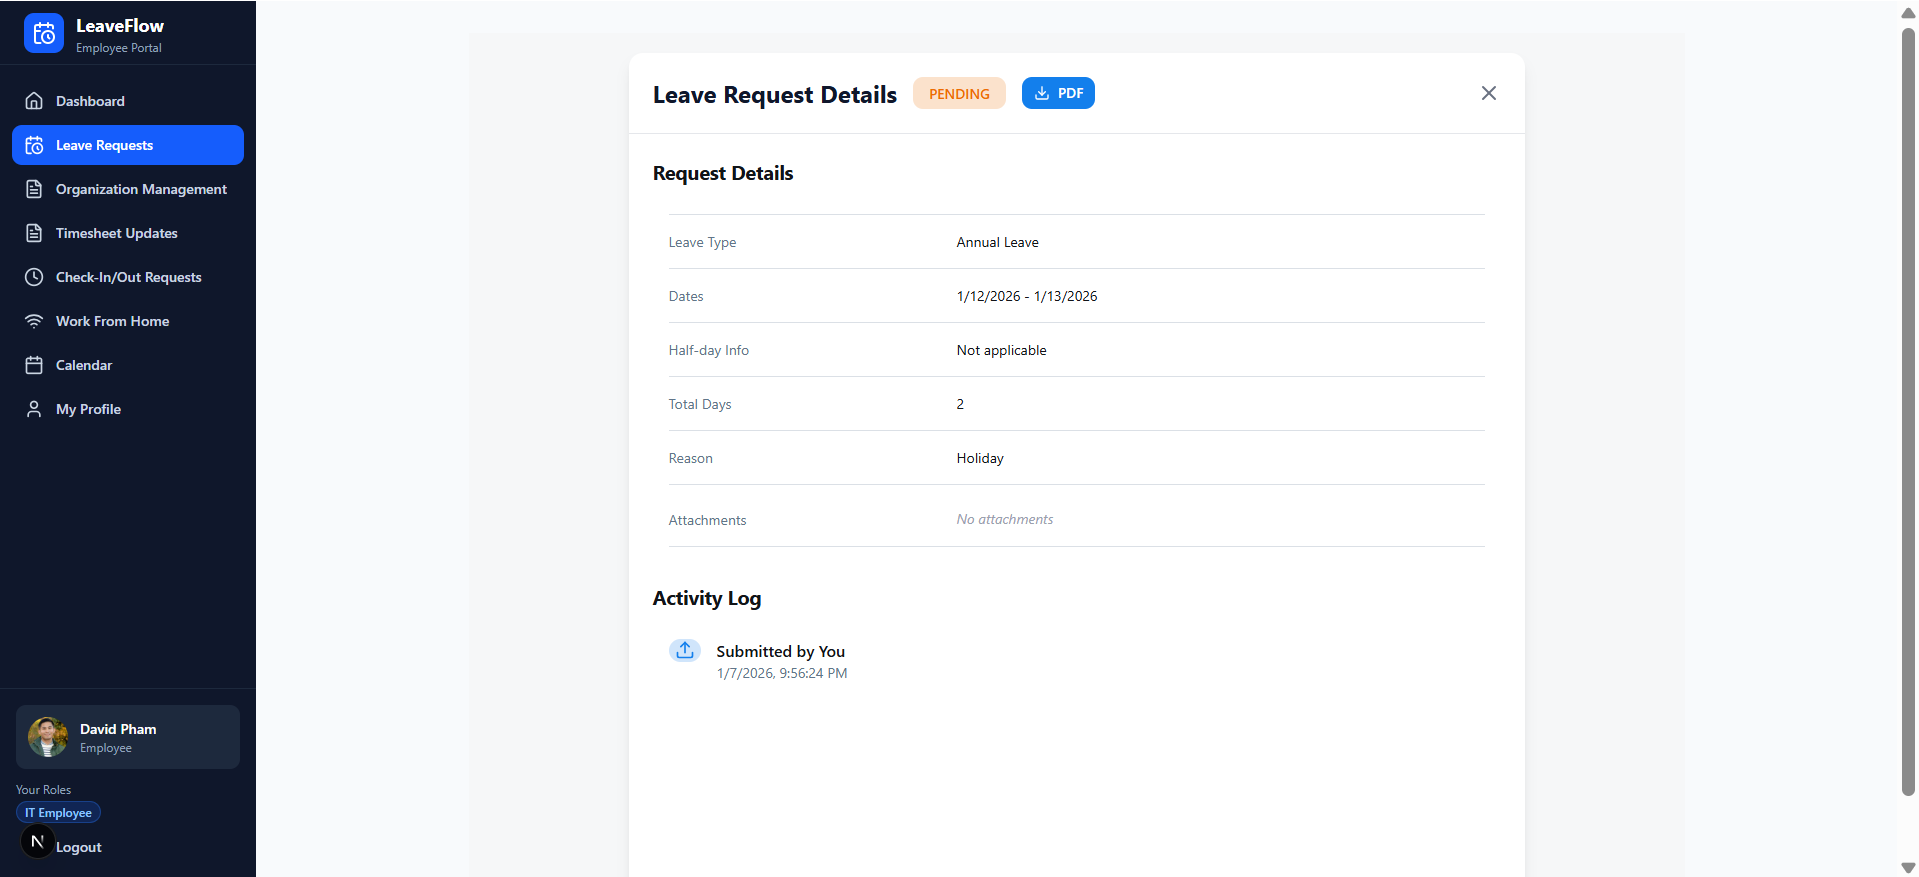 LeaveFlow
Employee Portal
Dashboard
Leave Requests
Organization Management
Timesheet Updates
Check-In/Out Requests
Work From Home
Calendar
My Profile
David Pham
Employee
Your Roles
IT Employee
N
Logout
Leave Request Details
PENDING
PDF
Request Details
Leave Type Annual Leave
Dates 1/12/2026 - 1/13/2026
Half-day Info Not applicable
Total Days 2
Reason Holiday
Attachments No attachments
Activity Log
Submitted by You
1/7/2026, 9:56:24 PM